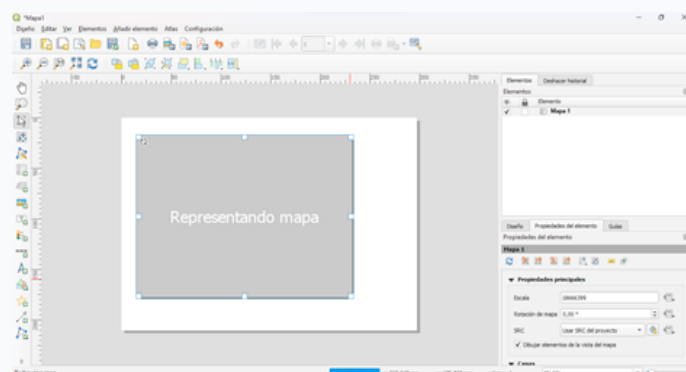 *Mapa1
Diseño Editar Ver Elementos Añadir elemento Atlas Configuración
Elementos Deshacer historial
Elementos
Elemento
Mapa 1
Representando mapa
Diseño Propiedades del elemento Guías
Propiedades del elemento
Mapa 1
Propiedades principales
Escala
Rotación de mapa 0,00 °
SRC Usar SRC del proyecto
Dibujar elementos de la vista del mapa
Capas